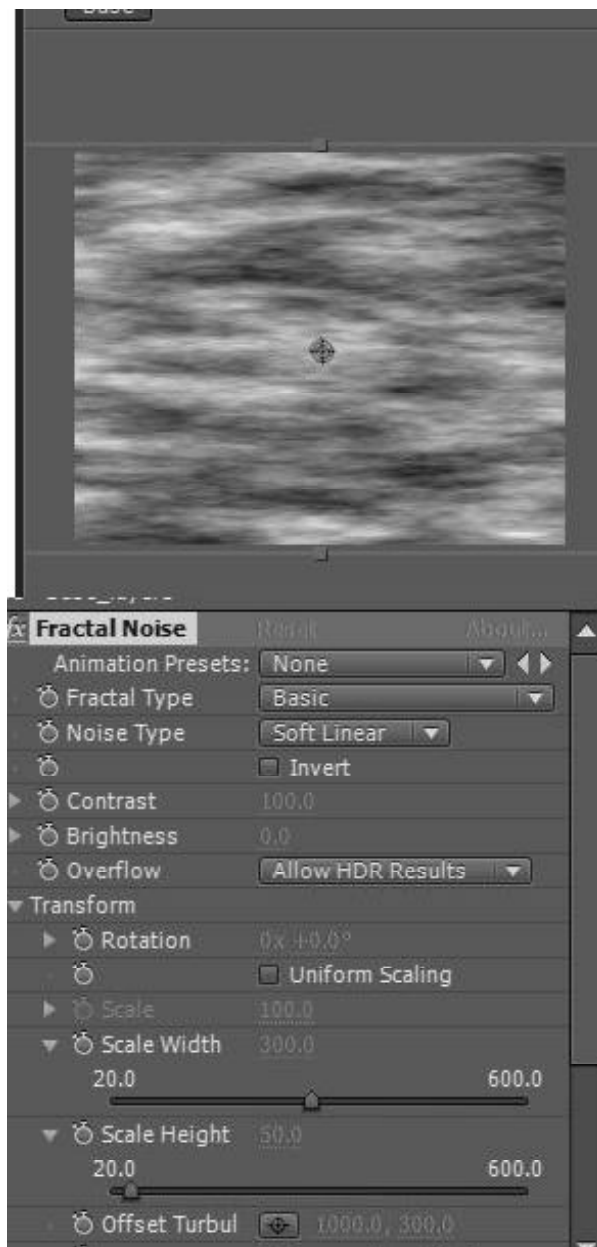 fx Fractal Noise Reset About...
Animation Presets: None
Fractal Type Basic
Noise Type Soft Linear
Invert
Contrast 100.0
Brightness 0.0
Overflow Allow HDR Results
Transform
Rotation 0x +0.0°
Uniform Scaling
Scale 100.0
Scale Width 300.0
20.0 600.0
Scale Height 50.0
20.0 600.0
Offset Turbul 1000.0, 300.0